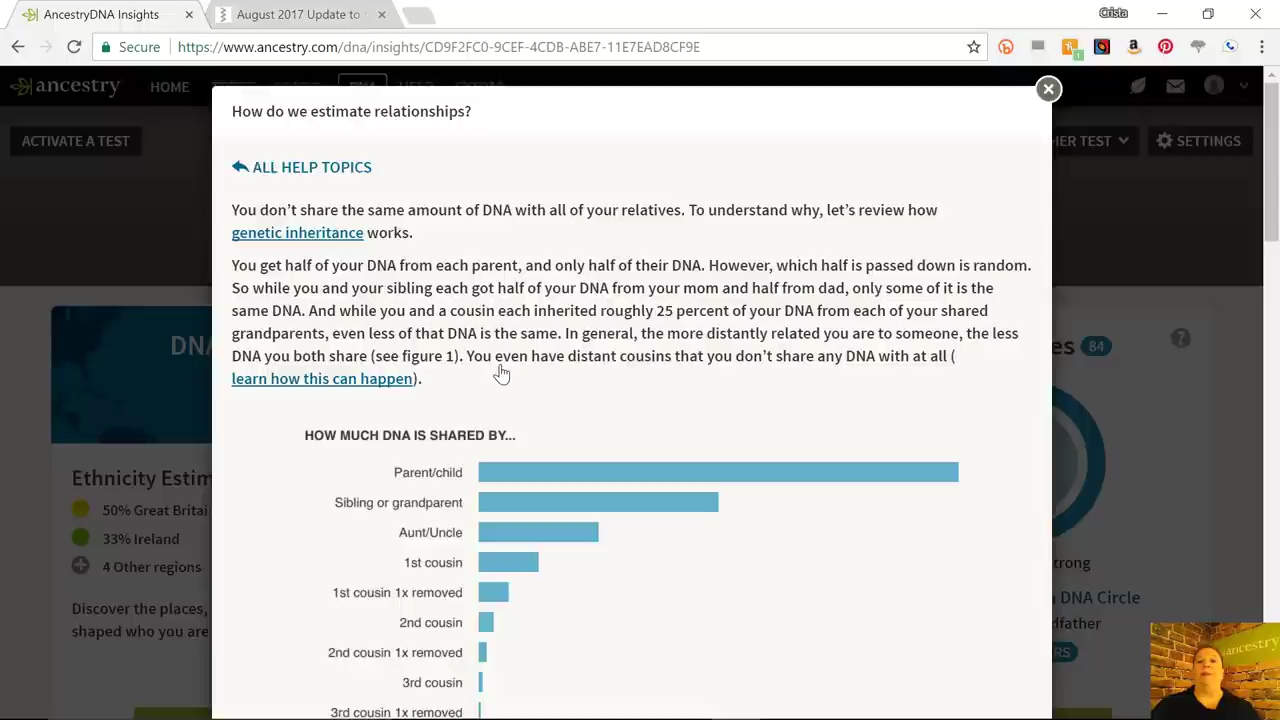 AncestryDNA Insights
August 2017 Update to
Crista
Secure https://www.ancestry.com/dna/insights/CD9F2FC0-9CEF-4CDB-ABE7-11E7EAD8CF9E
ancestry HOME
ACTIVATE A TEST
HER TEST
SETTINGS
How do we estimate relationships?
ALL HELP TOPICS
You don’t share the same amount of DNA with all of your relatives. To understand why, let’s review how
genetic inheritance works.
You get half of your DNA from each parent, and only half of their DNA. However, which half is passed down is random.
So while you and your sibling each got half of your DNA from your mom and half from dad, only some of it is the
same DNA. And while you and a cousin each inherited roughly 25 percent of your DNA from each of your shared
grandparents, even less of that DNA is the same. In general, the more distantly related you are to someone, the less
DNA you both share (see figure 1). You even have distant cousins that you don’t share any DNA with at all (
learn how this can happen).
HOW MUCH DNA IS SHARED BY...
Parent/child
Sibling or grandparent
Aunt/Uncle
1st cousin
1st cousin 1x removed
2nd cousin
2nd cousin 1x removed
3rd cousin
3rd cousin 1x removed
DN
Ethnicity Estim
50% Great Britai
33% Ireland
4 Other regions
Discover the places,
shaped who you are
es 84
?
rong
DNA Circle
dfather
RS
ancestry